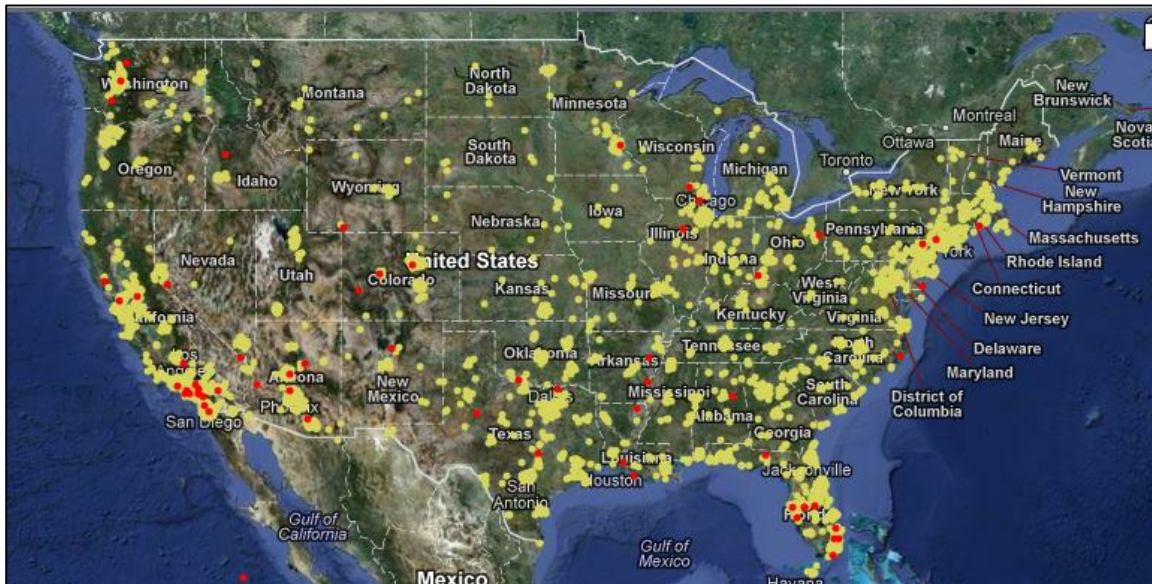 Washington
Montana
North
Dakota
Minnesota
Ottawa
Montreal
New
Brunswick
Nova
Scotia
Maine
Oregon
Idaho
Wyoming
South
Dakota
Wisconsin
Michigan
Toronto
New York
Vermont
New
Hampshire
Massachusetts
Rhode Island
Connecticut
New Jersey
Delaware
Maryland
District of
Columbia
Nevada
Utah
Colorado
United States
Nebraska
Iowa
Chicago
Illinois
Indiana
Ohio
Pennsylvania
York
West
Virginia
Virginia
Kansas
Missouri
Kentucky
California
Los
Angeles
San Diego
Arizona
Phoenix
New
Mexico
Oklahoma
Arkansas
Tennessee
North
Carolina
South
Carolina
Dallas
Mississippi
Alabama
Georgia
Texas
Louisiana
Houston
San
Antonio
Jacksonville
Florida
Gulf of
California
Gulf of
Mexico
Mexico
Havana